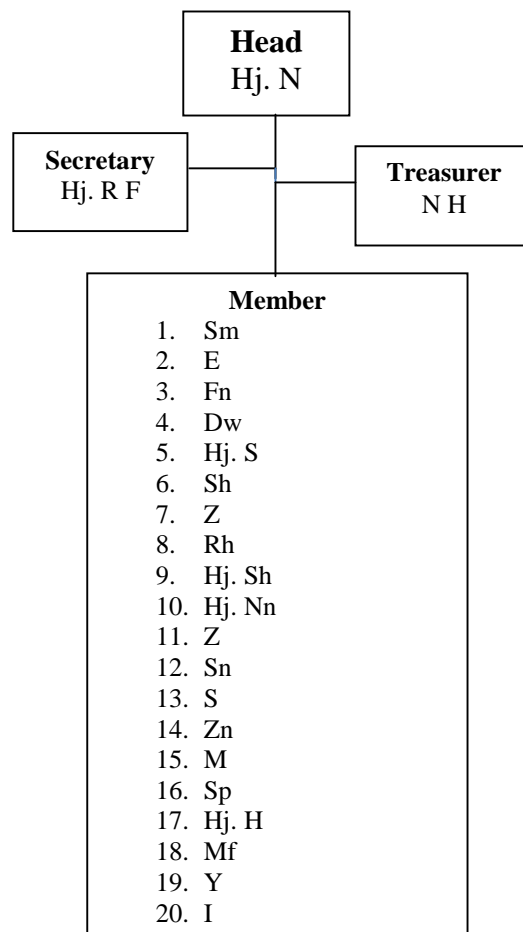 Head
Hj. N
Secretary
Hj. R F
Treasurer
N H
Member
1. Sm
2. E
3. Fn
4. Dw
5. Hj. S
6. Sh
7. Z
8. Rh
9. Hj. Sh
10. Hj. Nn
11. Z
12. Sn
13. S
14. Zn
15. M
16. Sp
17. Hj. H
18. Mf
19. Y
20. I